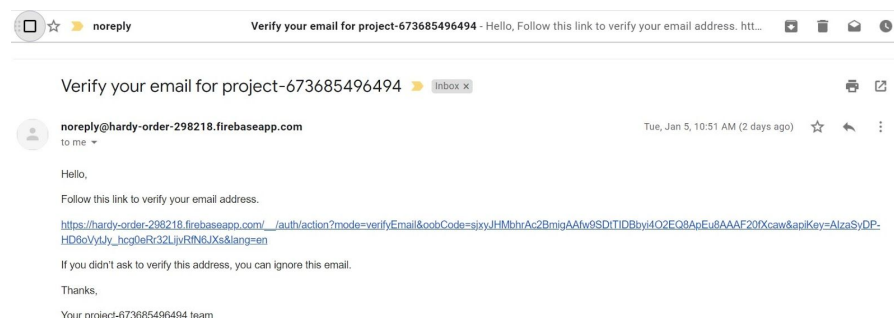 noreply Verify your email for project-673685496494 - Hello, Follow this link to verify your email address. htt...
Verify your email for project-673685496494 Inbox x
noreply@hardy-order-298218.firebaseapp.com Tue, Jan 5, 10:51 AM (2 days ago)
to me
Hello,
Follow this link to verify your email address.
https://hardy-order-298218.firebaseapp.com/__/auth/action?mode=verifyEmail&oobCode=sjxyJHMbhrAc2BmigAAfw9SDtTIDBbyi4O2EQ8ApEu8AAAF20fXcaw&apiKey=AIzaSyDP-
HD6oVytJy_hcg0eRr32LijvRfN6JXs&lang=en
If you didn't ask to verify this address, you can ignore this email.
Thanks,
Your project-673685496494 team